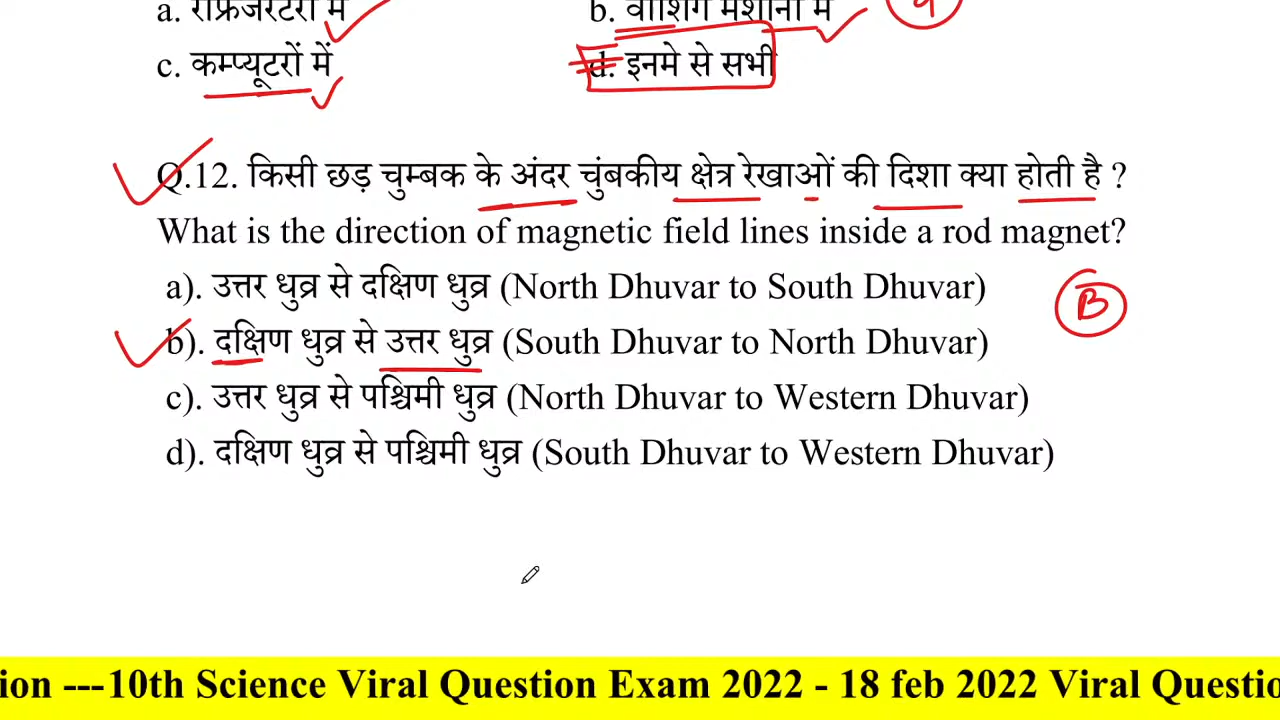 a. रेफ्रिजरेटरों में b. वाशिंग मशीनों में
c. कम्प्यूटरों में d. इनमे से सभी
Q.12. किसी छड़ चुम्बक के अंदर चुंबकीय क्षेत्र रेखाओं की दिशा क्या होती है ?
What is the direction of magnetic field lines inside a rod magnet?
a). उत्तर धुव्र से दक्षिण धुव्र (North Dhuvar to South Dhuvar)
B
b). दक्षिण धुव्र से उत्तर धुव्र (South Dhuvar to North Dhuvar)
c). उत्तर धुव्र से पश्चिमी धुव्र (North Dhuvar to Western Dhuvar)
d). दक्षिण धुव्र से पश्चिमी धुव्र (South Dhuvar to Western Dhuvar)
ion ---10th Science Viral Question Exam 2022 - 18 feb 2022 Viral Questio